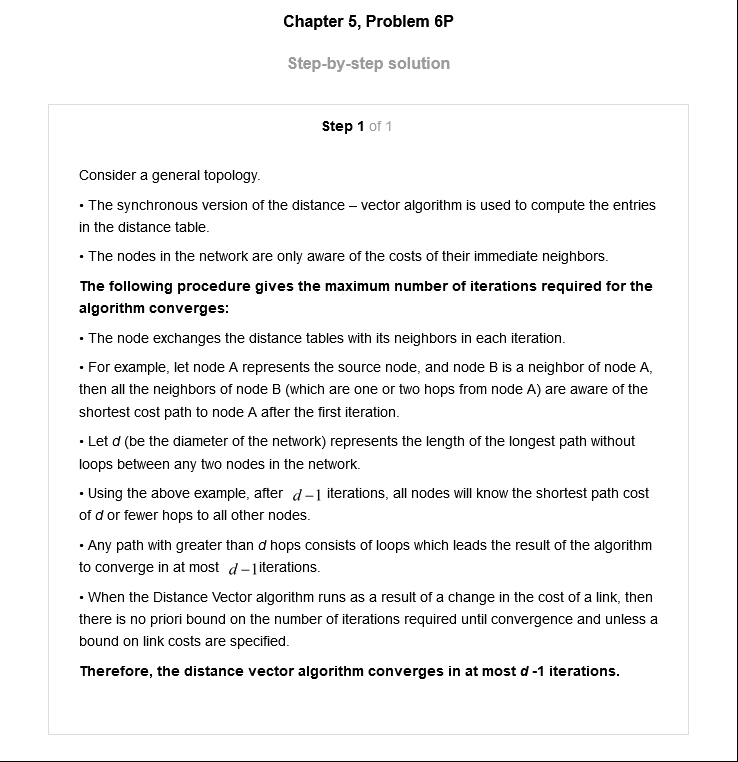 Chapter 5, Problem 6P
Step-by-step solution
Step 1 of 1
Consider a general topology.
• The synchronous version of the distance – vector algorithm is used to compute the entries
in the distance table.
• The nodes in the network are only aware of the costs of their immediate neighbors.
The following procedure gives the maximum number of iterations required for the
algorithm converges:
• The node exchanges the distance tables with its neighbors in each iteration.
• For example, let node A represents the source node, and node B is a neighbor of node A,
then all the neighbors of node B (which are one or two hops from node A) are aware of the
shortest cost path to node A after the first iteration.
• Let d (be the diameter of the network) represents the length of the longest path without
loops between any two nodes in the network.
• Using the above example, after d–1 iterations, all nodes will know the shortest path cost
of d or fewer hops to all other nodes.
• Any path with greater than d hops consists of loops which leads the result of the algorithm
to converge in at most d–1iterations.
• When the Distance Vector algorithm runs as a result of a change in the cost of a link, then
there is no priori bound on the number of iterations required until convergence and unless a
bound on link costs are specified.
Therefore, the distance vector algorithm converges in at most d -1 iterations.